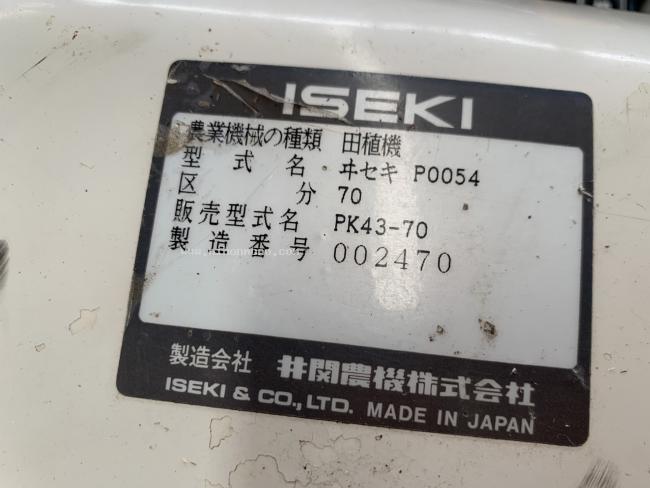 ISEKI
農業機械の種類 田植機
型式名 ヰセキ P0054
区分 70
販売型式名 PK43-70
製造番号 002470
製造会社 井関農機株式会社
ISEKI & CO., LTD. MADE IN JAPAN